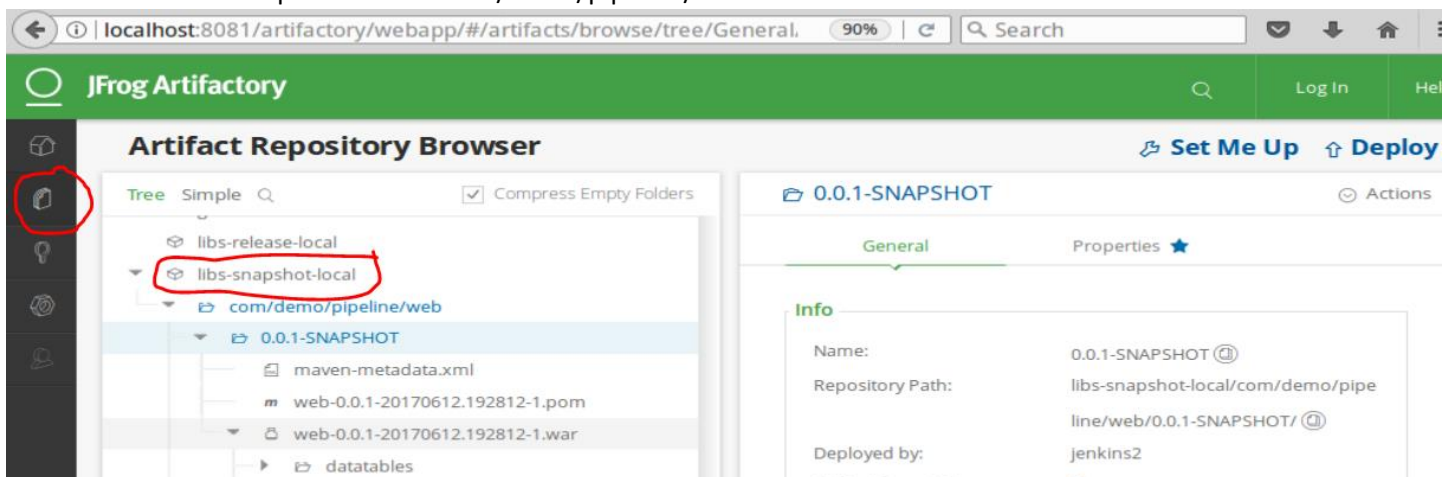 localhost:8081/artifactory/webapp/#/artifacts/browse/tree/General. 90% Search
JFrog Artifactory Log In
Artifact Repository Browser Set Me Up Deploy
Tree Simple Compress Empty Folders
0.0.1-SNAPSHOT Actions
libs-release-local
General Properties
libs-snapshot-local
com/demo/pipeline/web
Info
0.0.1-SNAPSHOT
Name: 0.0.1-SNAPSHOT
maven-metadata.xml
Repository Path: libs-snapshot-local/com/demo/pipe
m web-0.0.1-20170612.192812-1.pom
line/web/0.0.1-SNAPSHOT/
web-0.0.1-20170612.192812-1.war
Deployed by: jenkins2
datatables